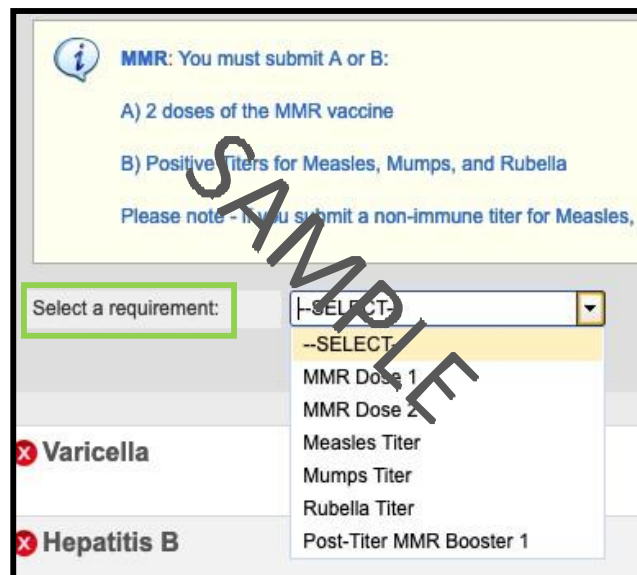 MMR: You must submit A or B:
A) 2 doses of the MMR vaccine
B) Positive Titers for Measles, Mumps, and Rubella
Please note - If you submit a non-immune titer for Measles,
Select a requirement:
--SELECT--
--SELECT--
MMR Dose 1
MMR Dose 2
Measles Titer
Mumps Titer
Rubella Titer
Post-Titer MMR Booster 1
Varicella
Hepatitis B
SAMPLE